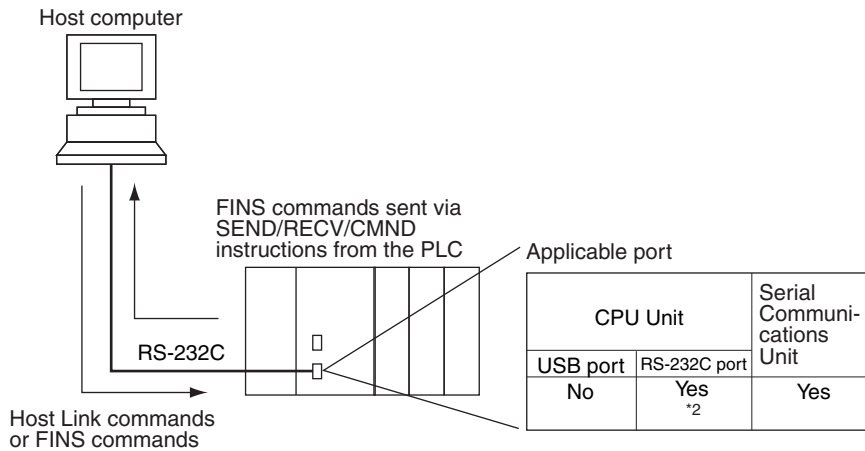 Host computer
FINS commands sent via
SEND/RECV/CMND
instructions from the PLC
Applicable port
RS-232C
Host Link commands
or FINS commands
CPU Unit
Serial
Communi-
cations
Unit
USB port
RS-232C port
No
Yes
*2
Yes